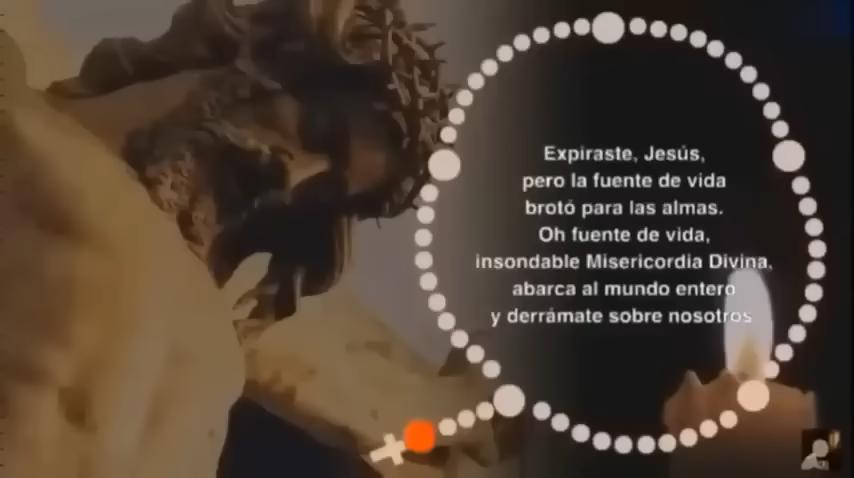 Expiraste, Jesús,
pero la fuente de vida
brotó para las almas.
Oh fuente de vida,
insondable Misericordia Divina,
abarca al mundo entero
y derrámate sobre nosotros